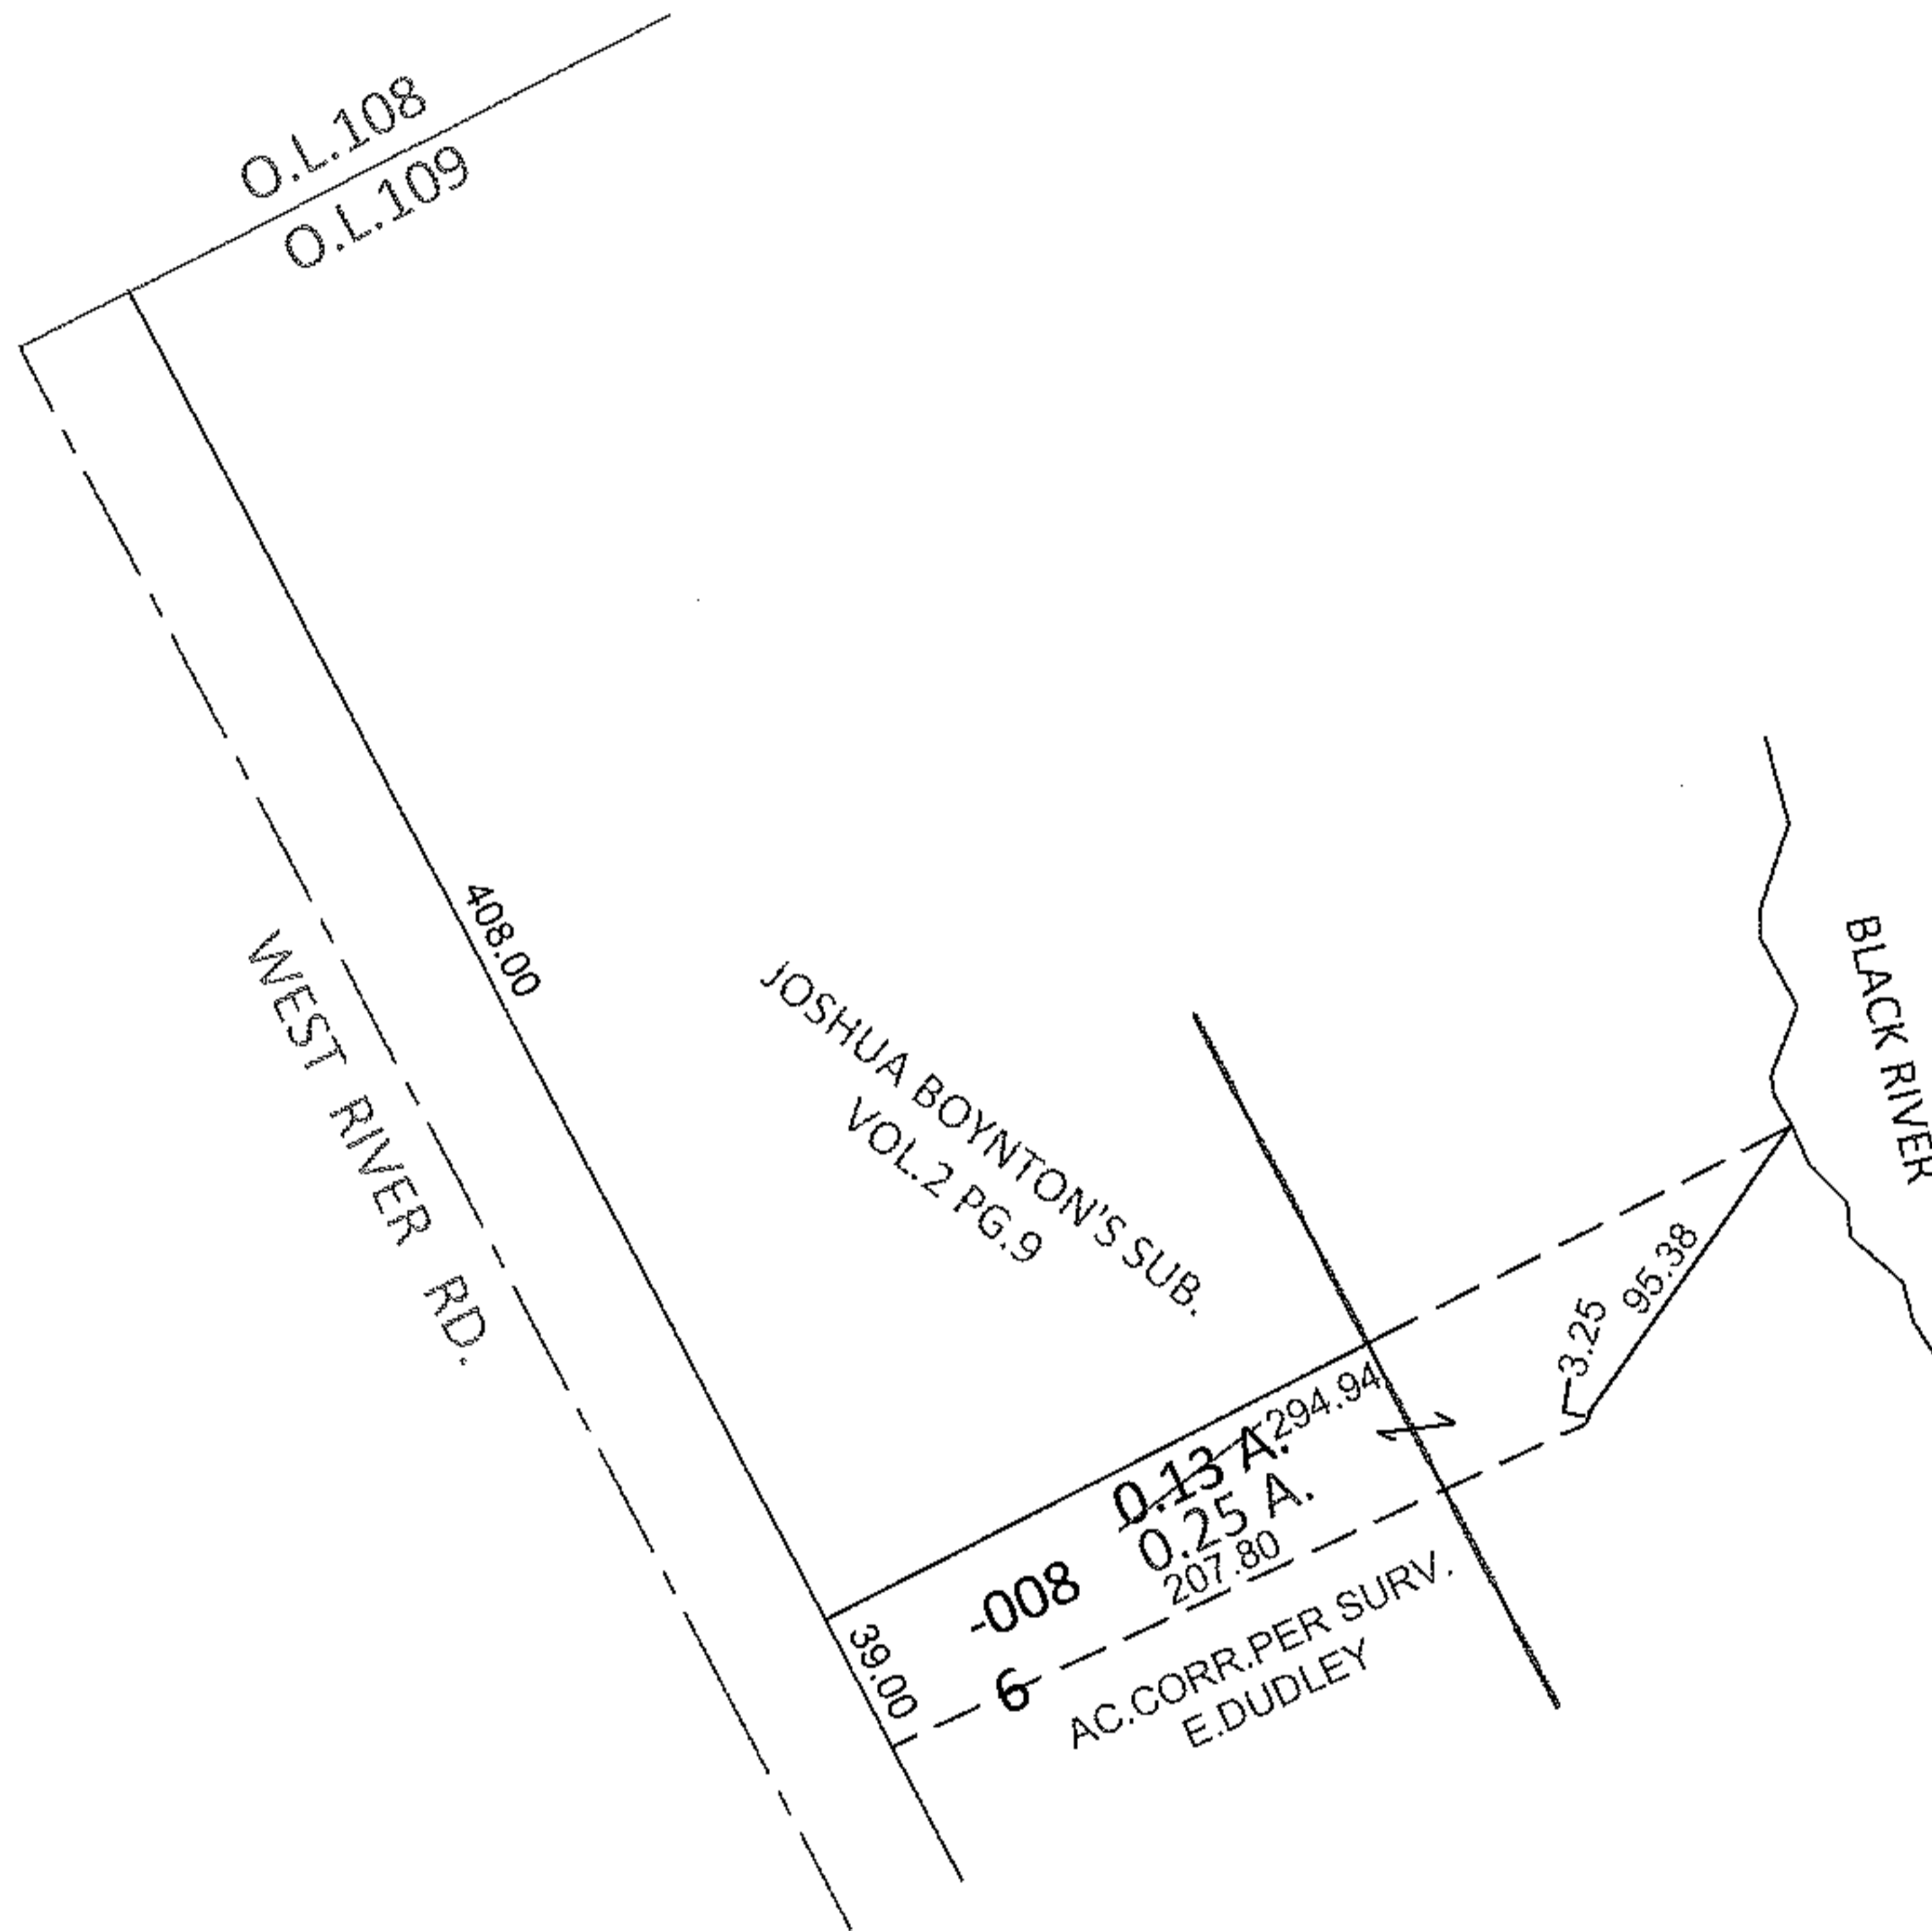 O.L.108
O.L.109
408.00
WEST RIVER RD.
JOSHUA BOYNTON'S SUB.
VOL.2 PG.9
BLACK RIVER
95.38
3.25
294.94
0.13 A.
0.25 A.
207.80
-008
39.00
6
AC.CORR.PER SURV.
E.DUDLEY